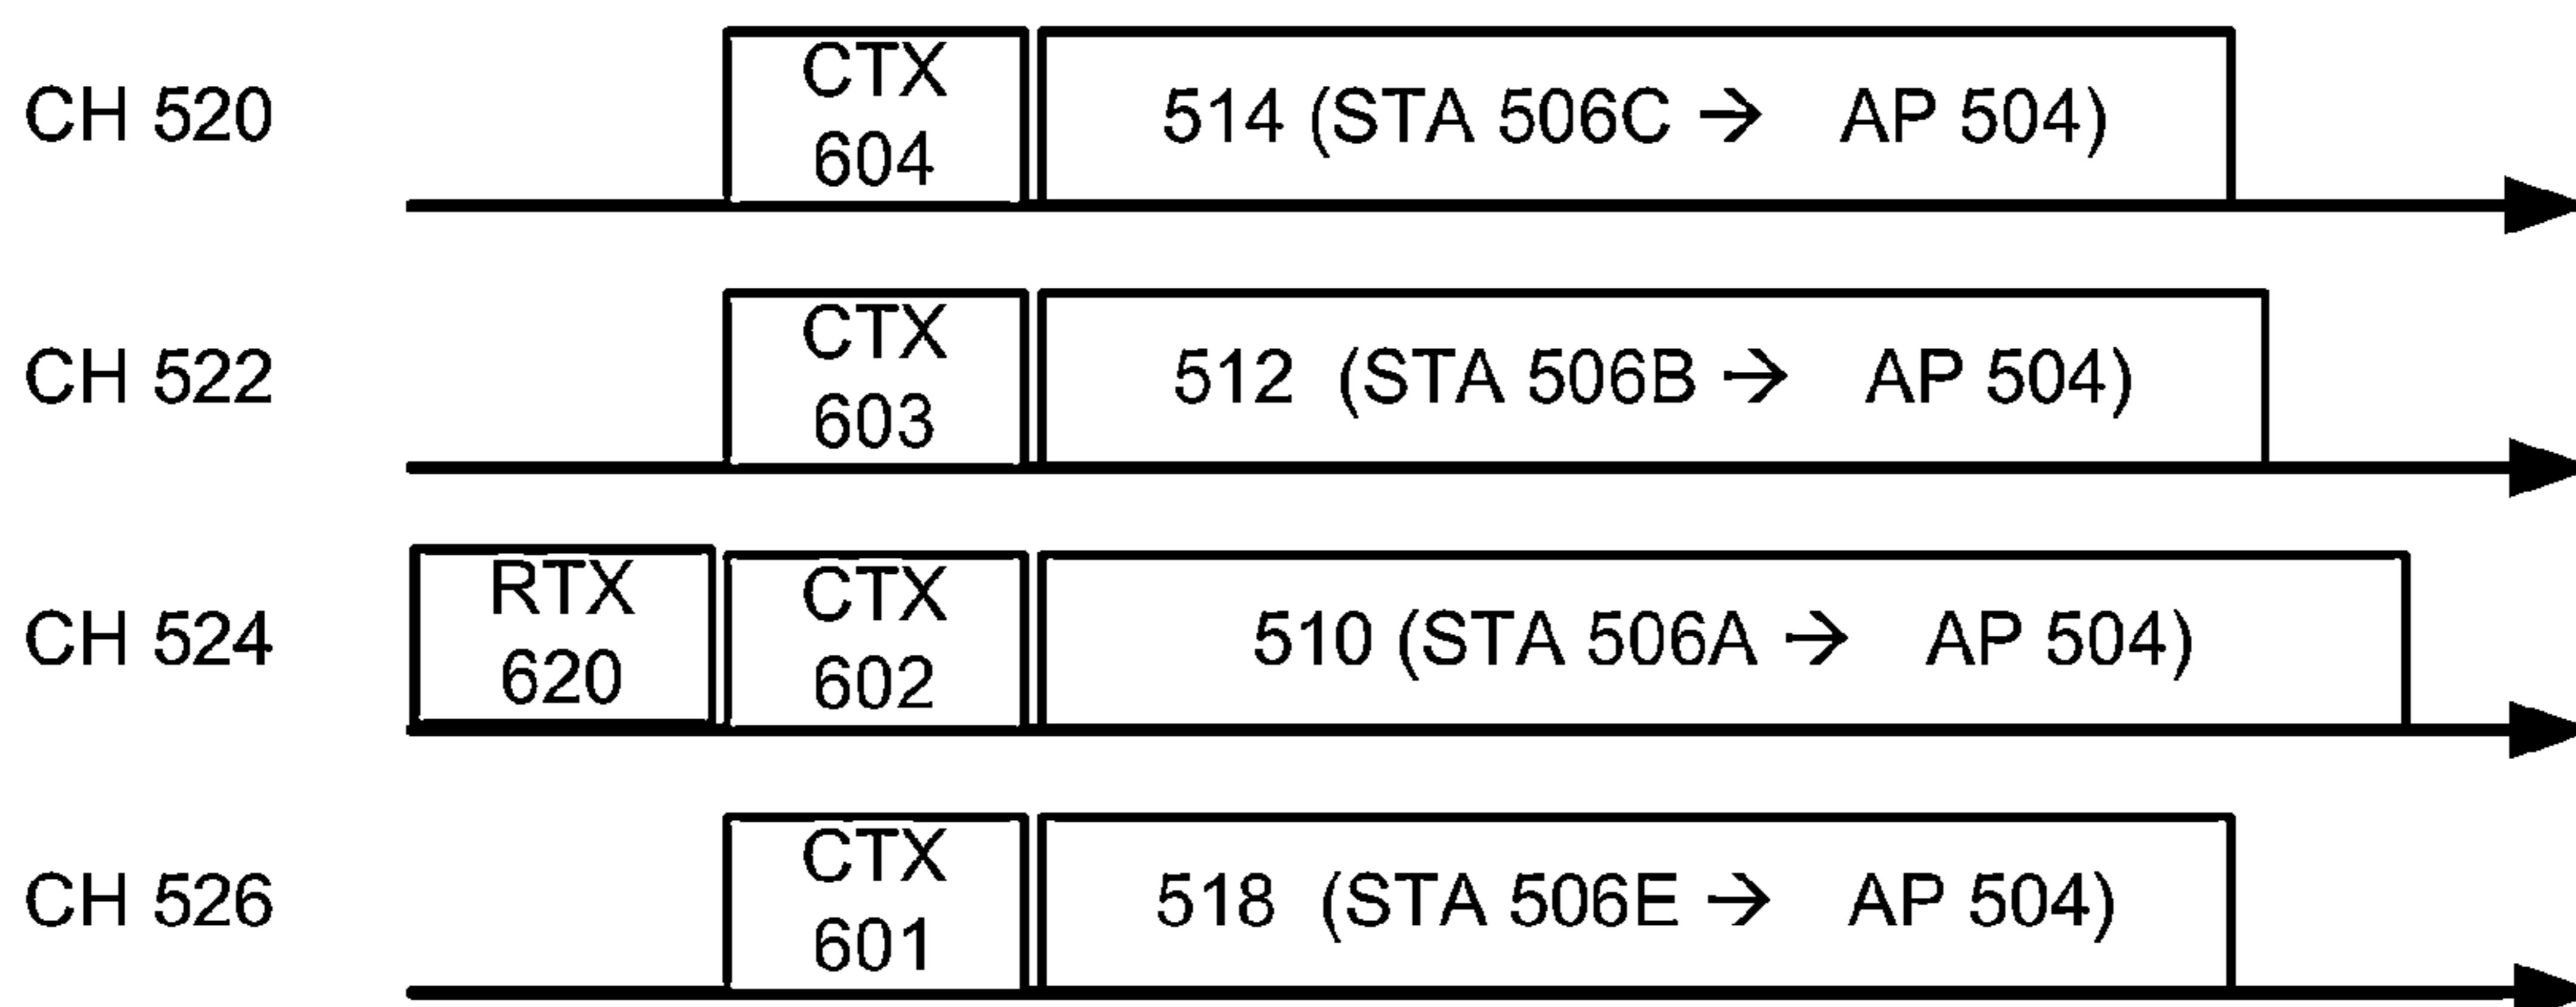 CH 520
CTX
604
514 (STA 506C → AP 504)
CH 522
CTX
603
512 (STA 506B → AP 504)
CH 524
RTX
620
CTX
602
510 (STA 506A → AP 504)
CH 526
CTX
601
518 (STA 506E → AP 504)